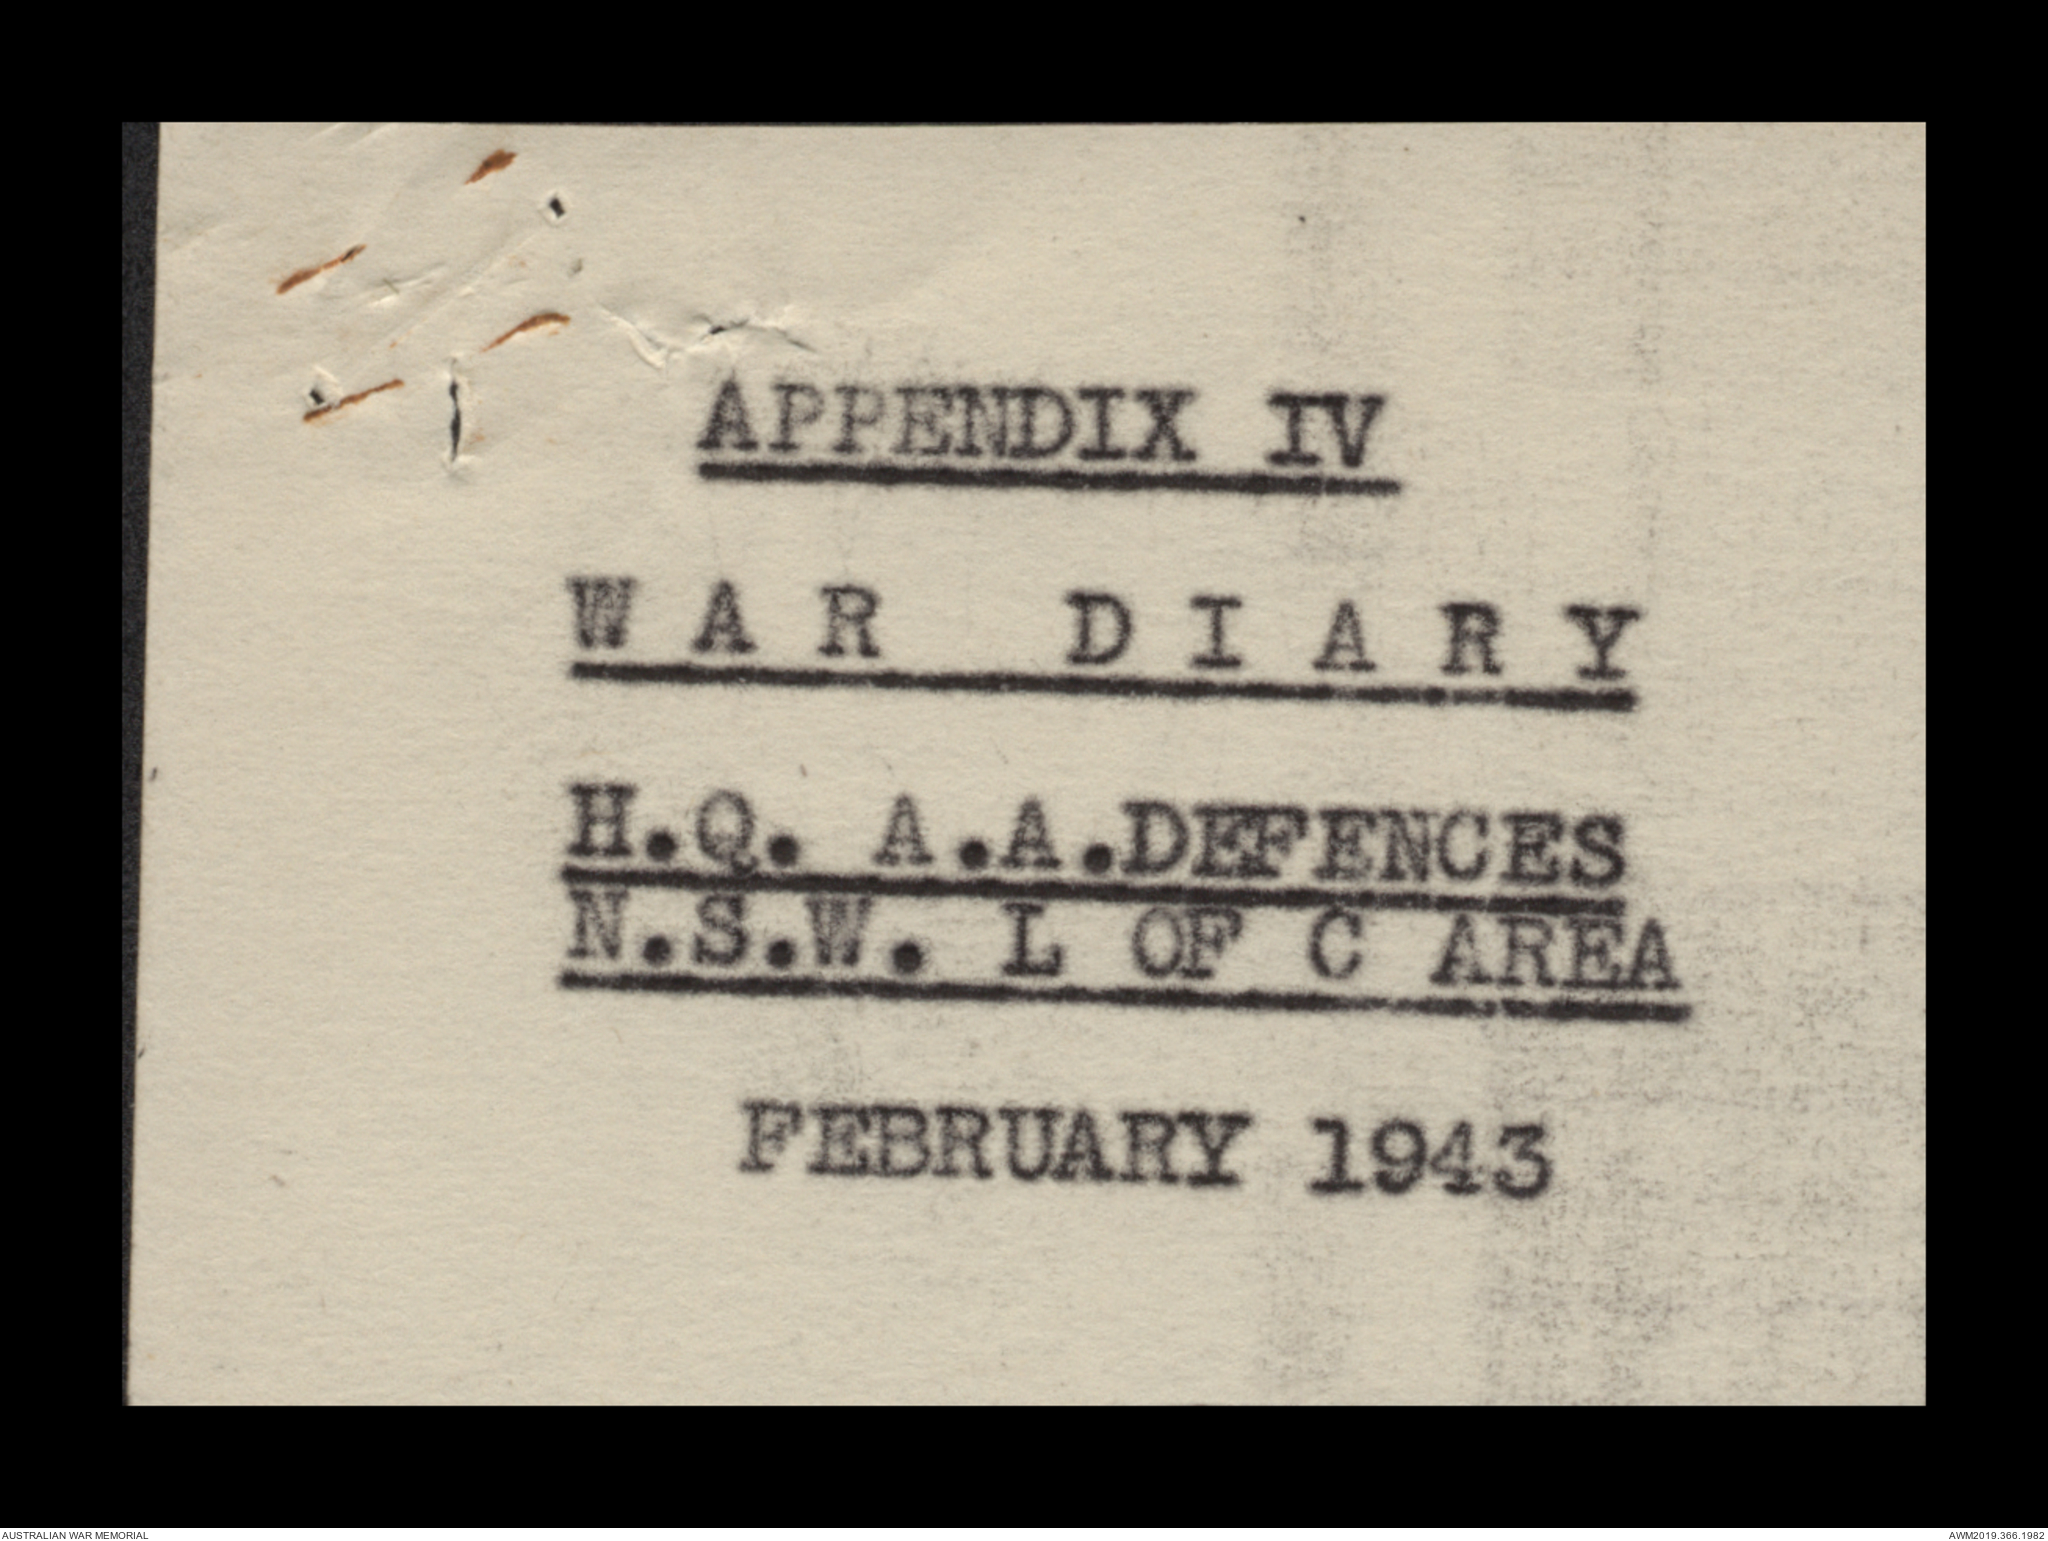 APPENDIX IV
W A R  D I A R Y
H.Q. A.A.DEFENCES
N.S.W. L OF C AREA
FEBRUARY 1943
AUSTRALIAN WAR MEMORIAL
AWM2019.366.1982